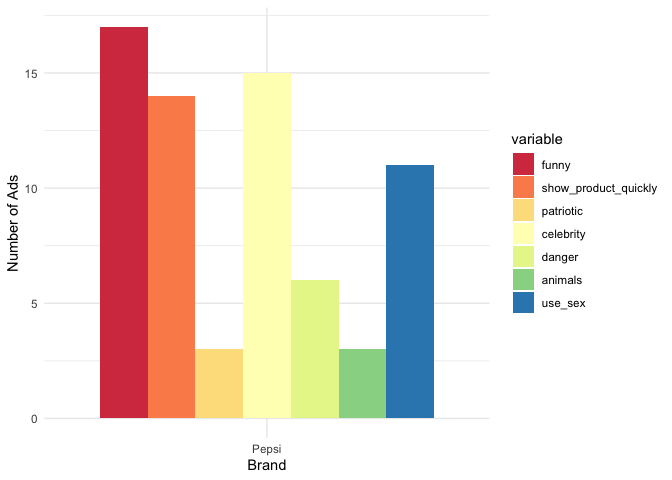 Number of Ads
15
10
5
0
Pepsi
Brand
variable
funny
show_product_quickly
patriotic
celebrity
danger
animals
use_sex